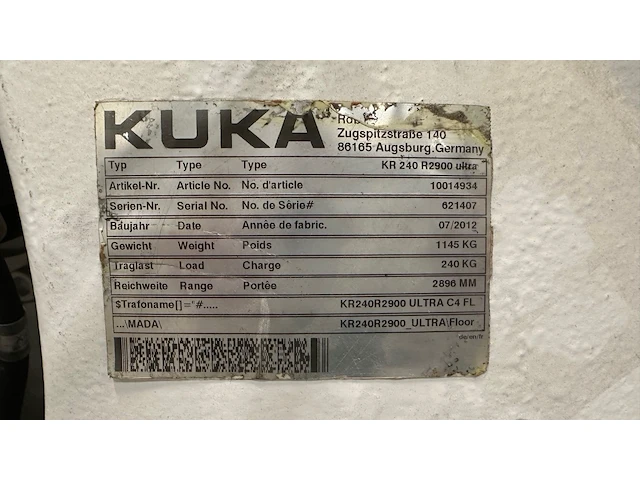 KUKA
Zugspitzstraße 140
86165 Augsburg.Germany
Typ Type Type KR 240 R2900 ultra
Artikel-Nr. Article No. No. d'article 10014934
Serien-Nr. Serial No. No. de Série# 621407
Baujahr Date Année de fabric. 07/2012
Gewicht Weight Poids 1145 KG
Traglast Load Charge 240 KG
Reichweite Range Portée 2896 MM
$Trafoname[]="#..... KR240R2900 ULTRA C4 FL
...\MADA\ KR240R2900_ULTRA\Floor
de/en/fr